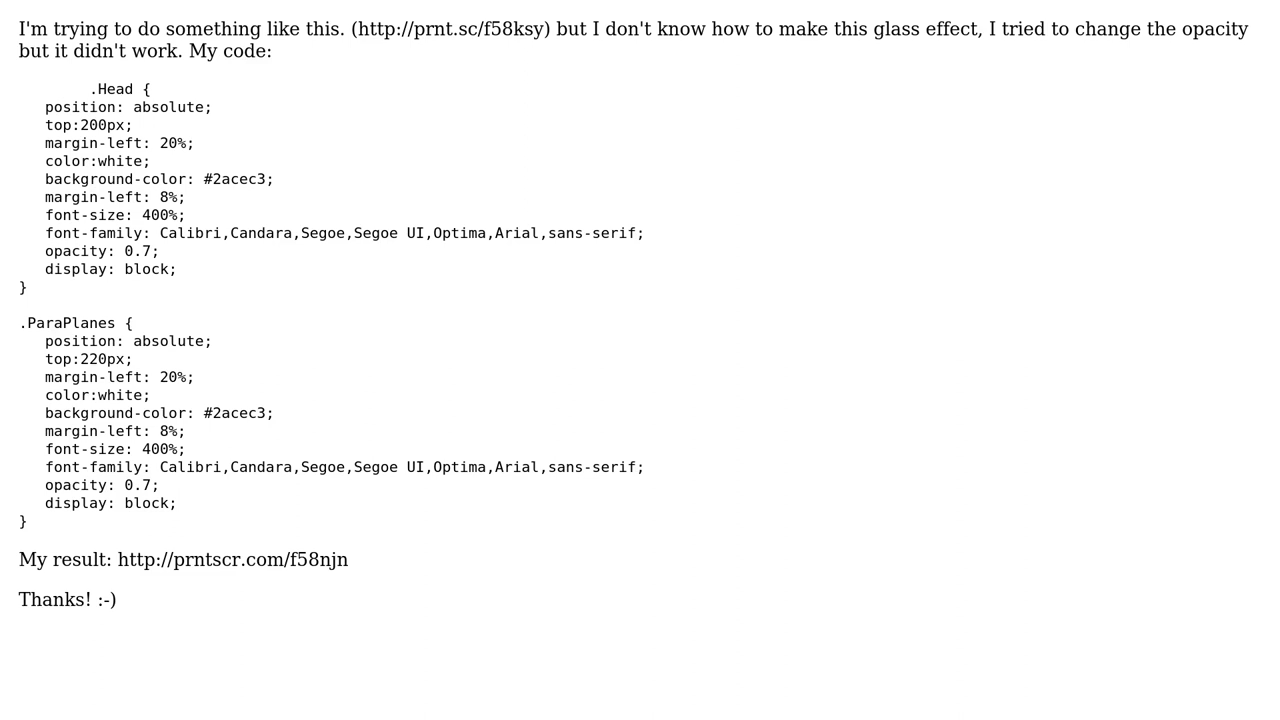 I'm trying to do something like this. (http://prnt.sc/f58ksy) but I don't know how to make this glass effect, I tried to change the opacity
but it didn't work. My code:
.Head {
position: absolute;
top:200px;
margin-left: 20%;
color:white;
background-color: #2acec3;
margin-left: 8%;
font-size: 400%;
font-family: Calibri,Candara,Segoe,Segoe UI,Optima,Arial,sans-serif;
opacity: 0.7;
display: block;
}
.ParaPlanes {
position: absolute;
top:220px;
margin-left: 20%;
color:white;
background-color: #2acec3;
margin-left: 8%;
font-size: 400%;
font-family: Calibri,Candara,Segoe,Segoe UI,Optima,Arial,sans-serif;
opacity: 0.7;
display: block;
}
My result: http://prntscr.com/f58njn
Thanks! :-)